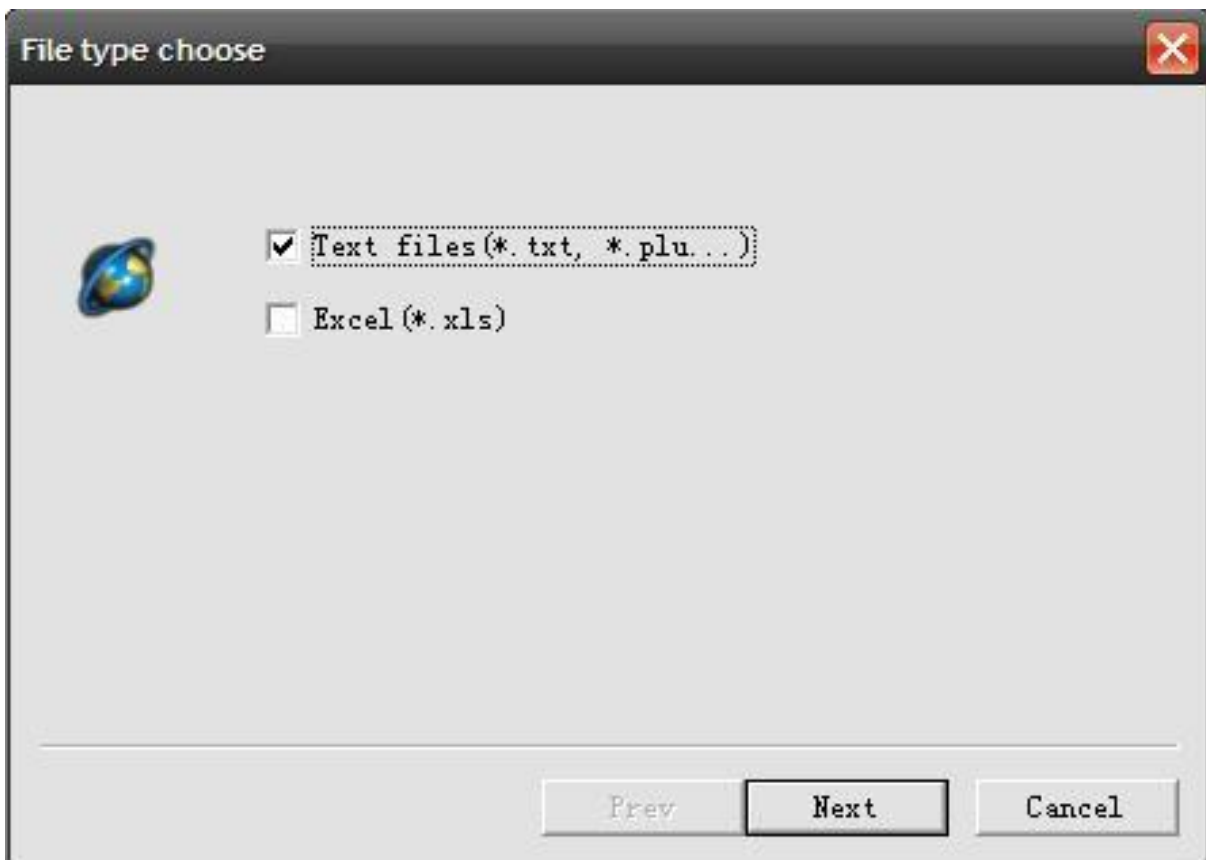 File type choose
Text files(*.txt, *.plu...)
Excel(*.xls)
Prev Next Cancel